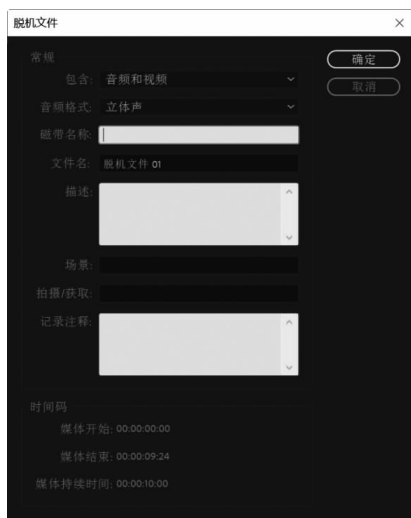 脱机文件
常规
包含: 音频和视频
音频格式: 立体声
磁带名称:
文件名: 脱机文件 01
描述:
场景:
拍摄/获取:
记录注释:
时间码
媒体开始: 00:00:00:00
媒体结束: 00:00:09:24
媒体持续时间: 00:00:10:00
确定
取消